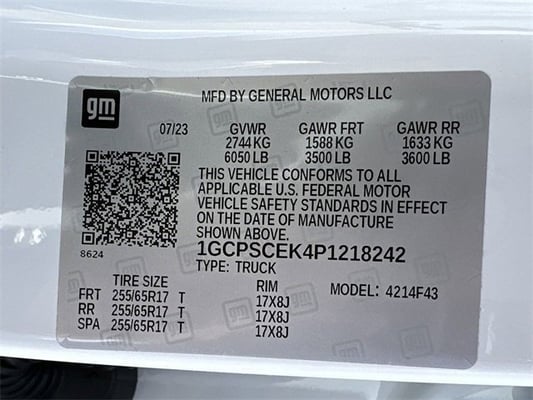 gm
MFD BY GENERAL MOTORS LLC
07/23 GVWR GAWR FRT GAWR RR
2744 KG 1588 KG 1633 KG
6050 LB 3500 LB 3600 LB
THIS VEHICLE CONFORMS TO ALL
APPLICABLE U.S. FEDERAL MOTOR
VEHICLE SAFETY STANDARDS IN EFFECT
ON THE DATE OF MANUFACTURE
SHOWN ABOVE.
8624
1GCPSCEK4P1218242
TYPE: TRUCK
TIRE SIZE RIM MODEL: 4214F43
FRT 255/65R17 T 17X8J
RR 255/65R17 T 17X8J
SPA 255/65R17 T 17X8J